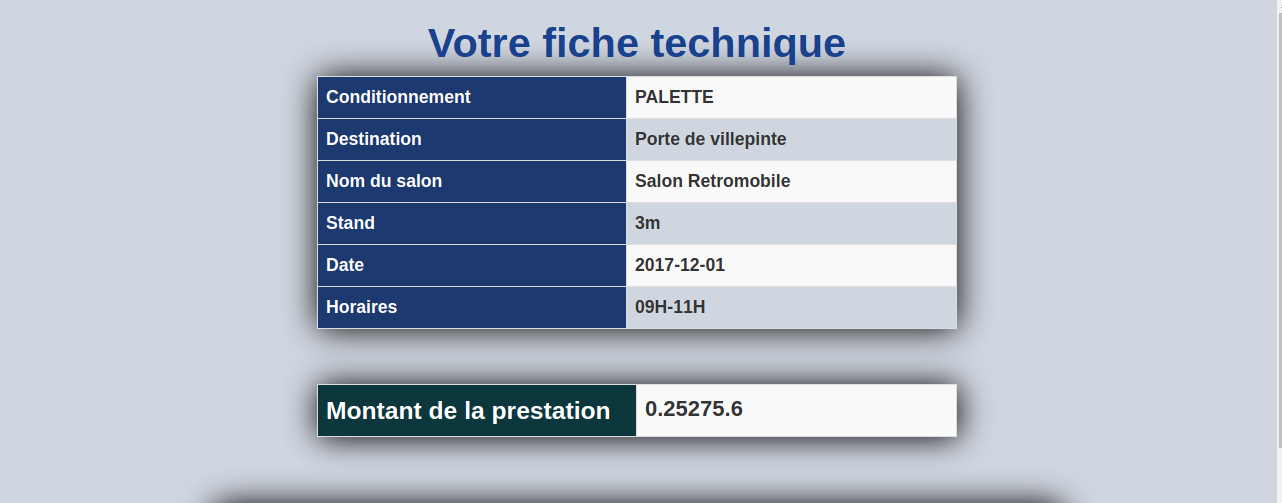 Votre fiche technique
Conditionnement PALETTE
Destination Porte de villepinte
Nom du salon Salon Retromobile
Stand 3m
Date 2017-12-01
Horaires 09H-11H
Montant de la prestation 0.25275.6